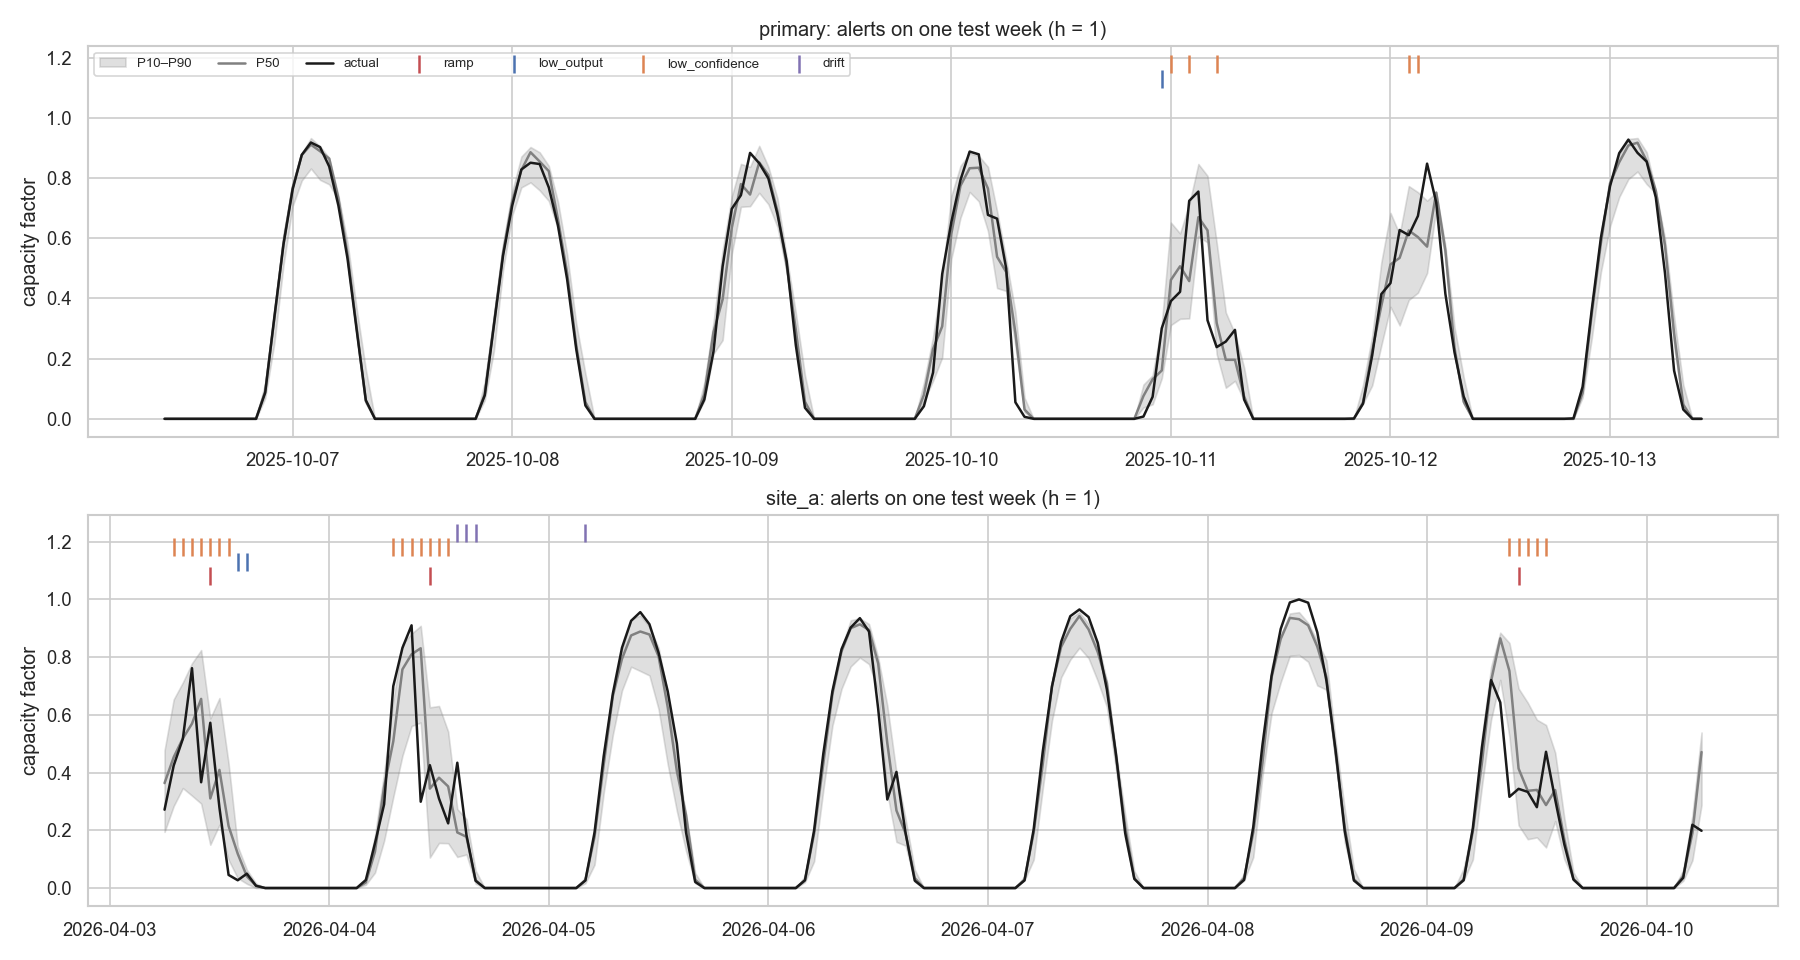 primary: alerts on one test week (h = 1)
P10–P90 P50 actual ramp low_output low_confidence drift
capacity factor
1.2
1.0
0.8
0.6
0.4
0.2
0.0
2025-10-07 2025-10-08 2025-10-09 2025-10-10 2025-10-11 2025-10-12 2025-10-13
site_a: alerts on one test week (h = 1)
capacity factor
1.2
1.0
0.8
0.6
0.4
0.2
0.0
2026-04-03 2026-04-04 2026-04-05 2026-04-06 2026-04-07 2026-04-08 2026-04-09 2026-04-10